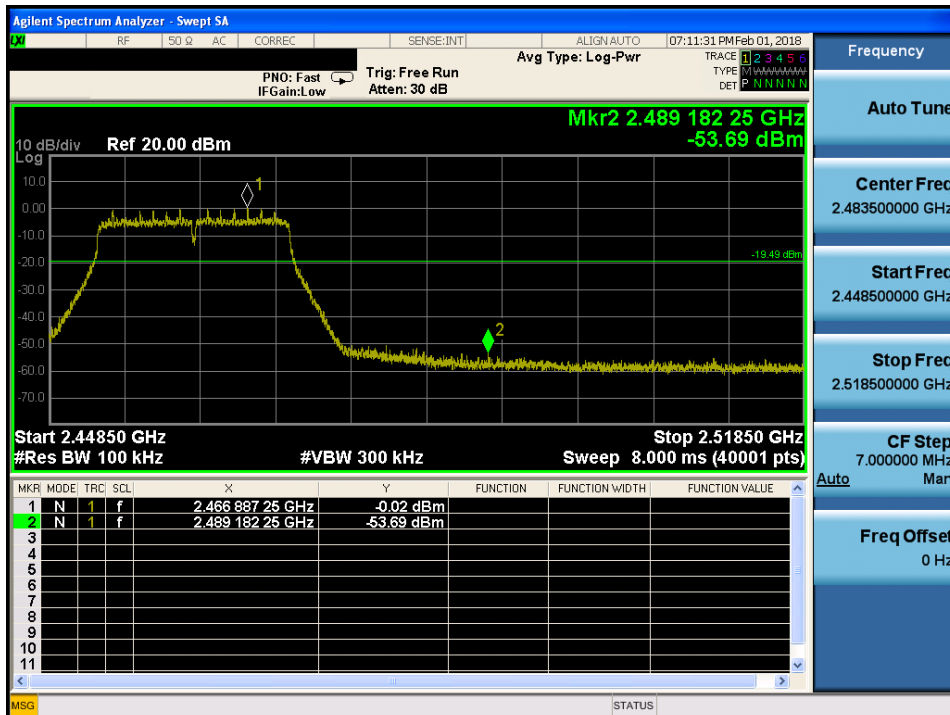 Agilent Spectrum Analyzer - Swept SA
LXI RF 50 Ω AC CORREC SENSE:INT ALIGN AUTO 07:11:31 PM Feb 01, 2018
Avg Type: Log-Pwr
TRACE 1 2 3 4 5 6
TYPE M
DET P N N N N N
PNO: Fast Trig: Free Run
IFGain:Low Atten: 30 dB
Mkr2 2.489 182 25 GHz
-53.69 dBm
10 dB/div Ref 20.00 dBm
Log
10.0
0.00
-10.0
-20.0
-30.0
-40.0
-50.0
-60.0
-70.0
1
-19.49 dBm
2
Start 2.44850 GHz Stop 2.51850 GHz
#Res BW 100 kHz #VBW 300 kHz Sweep 8.000 ms (40001 pts)
MKR MODE TRC SCL X Y FUNCTION FUNCTION WIDTH FUNCTION VALUE
1 N 1 f 2.466 887 25 GHz -0.02 dBm
2 N 1 f 2.489 182 25 GHz -53.69 dBm
3
4
5
6
7
8
9
10
11
MSG STATUS
Frequency
Auto Tune
Center Freq
2.483500000 GHz
Start Freq
2.448500000 GHz
Stop Freq
2.518500000 GHz
CF Step
7.000000 MHz
Auto Man
Freq Offset
0 Hz